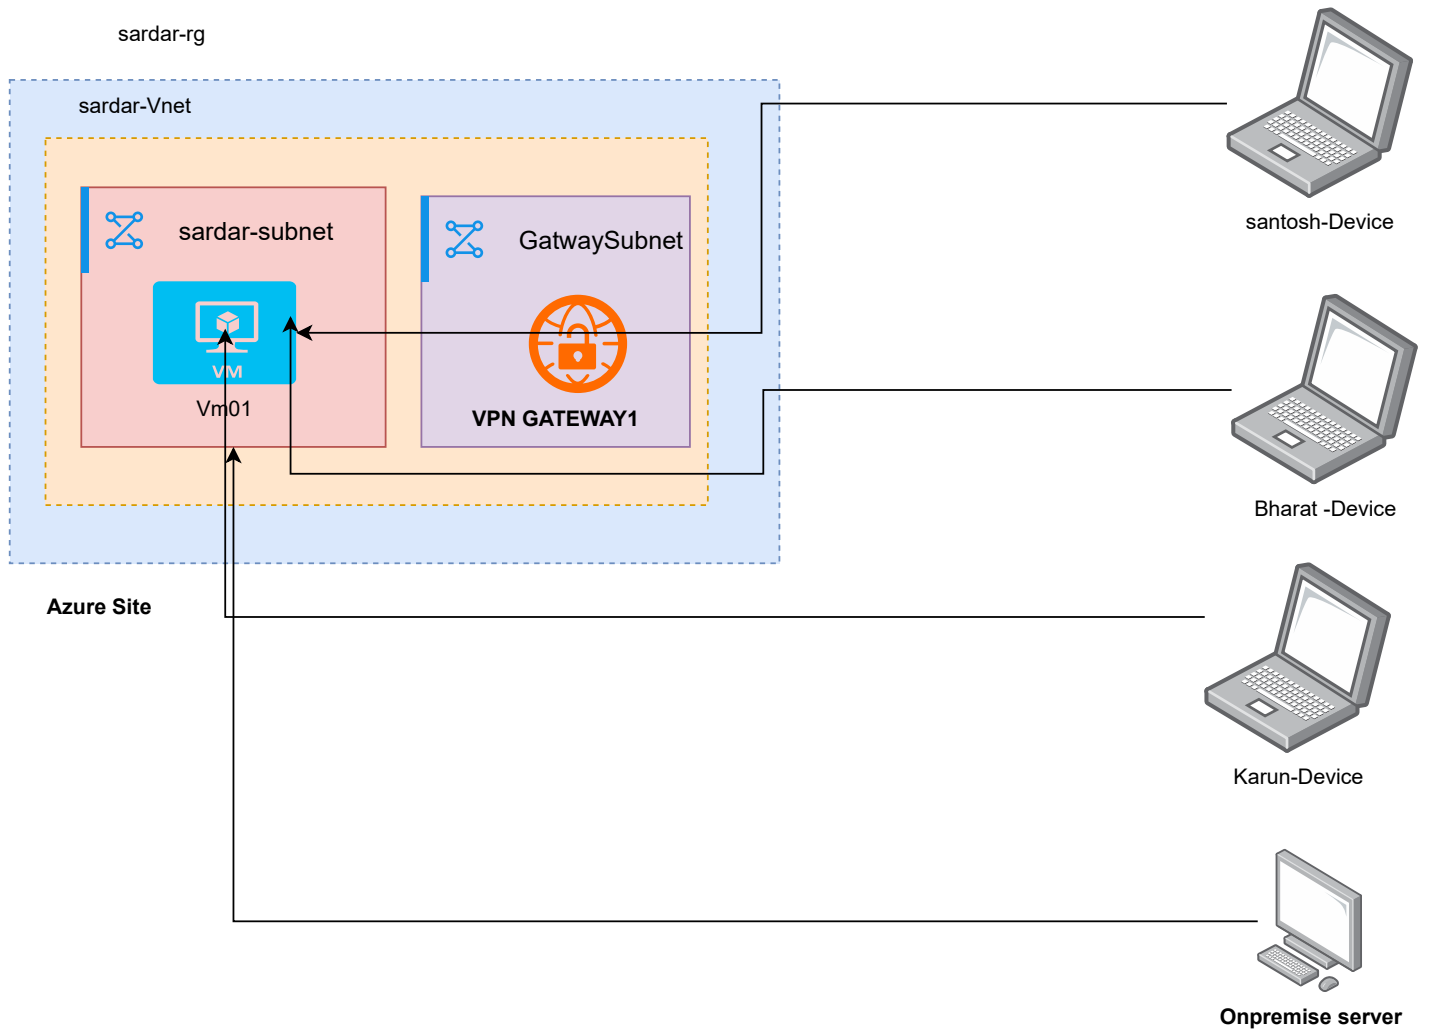 sardar-rg
sardar-Vnet
sardar-subnet
GatwaySubnet
VM
Vm01
VPN GATEWAY1
Azure Site
santosh-Device
Bharat -Device
Karun-Device
Onpremise server